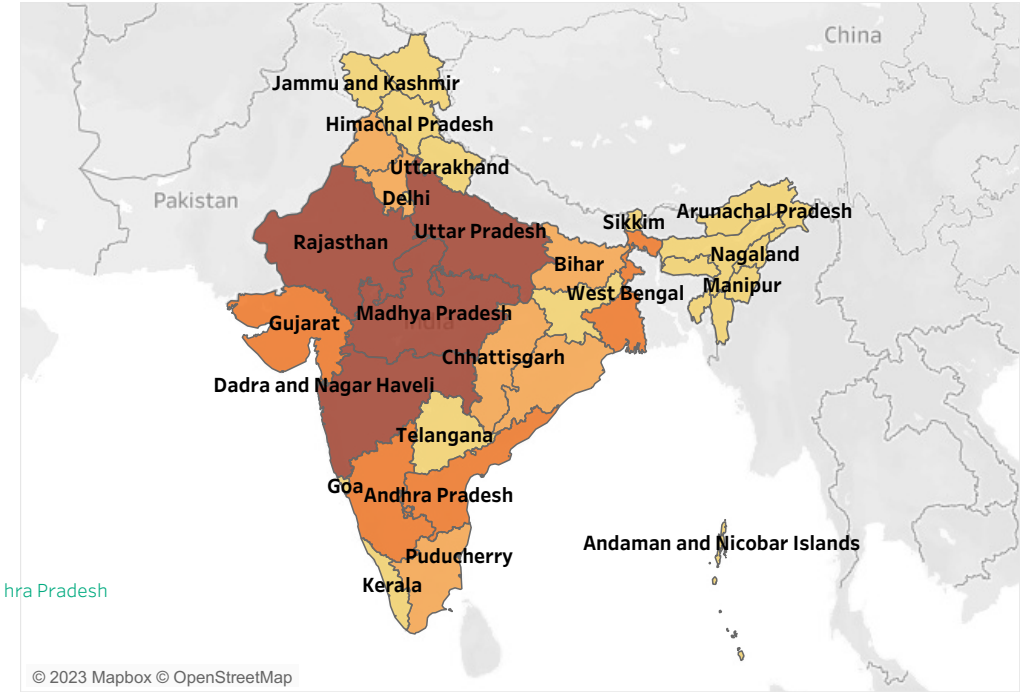 China
Jammu and Kashmir
Himachal Pradesh
Uttarakhand
Pakistan
Delhi
Sikkim
Arunachal Pradesh
Rajasthan
Uttar Pradesh
Nagaland
Bihar
Manipur
West Bengal
Madhya Pradesh
India
Gujarat
Chhattisgarh
Dadra and Nagar Haveli
Telangana
Goa
Andhra Pradesh
Andaman and Nicobar Islands
Puducherry
Kerala
hra Pradesh
© 2023 Mapbox © OpenStreetMap